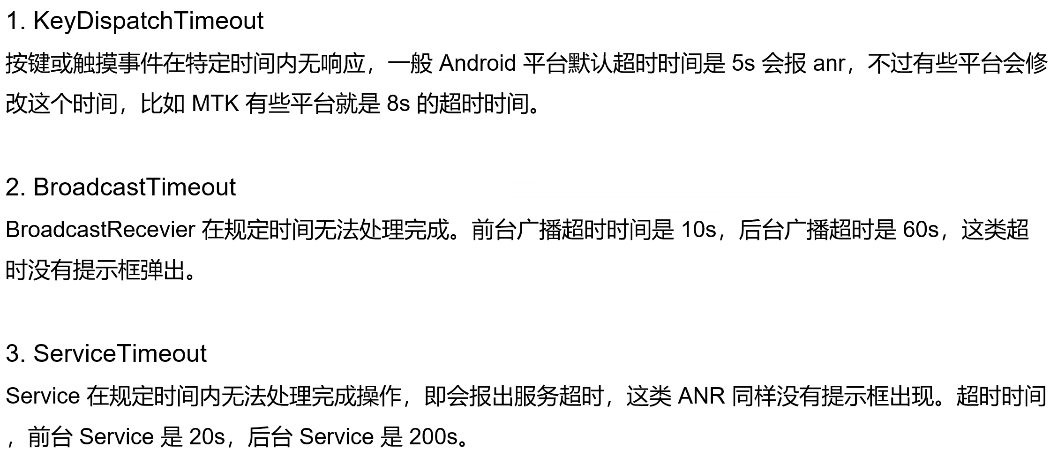 1. KeyDispatchTimeout
按键或触摸事件在特定时间内无响应，一般 Android 平台默认超时时间是 5s 会报 anr，不过有些平台会修
改这个时间，比如 MTK 有些平台就是 8s 的超时时间。
2. BroadcastTimeout
BroadcastRecevier 在规定时间无法处理完成。前台广播超时时间是 10s，后台广播超时是 60s，这类超
时没有提示框弹出。
3. ServiceTimeout
Service 在规定时间内无法处理完成操作，即会报出服务超时，这类 ANR 同样没有提示框出现。超时时间
，前台 Service 是 20s，后台 Service 是 200s。